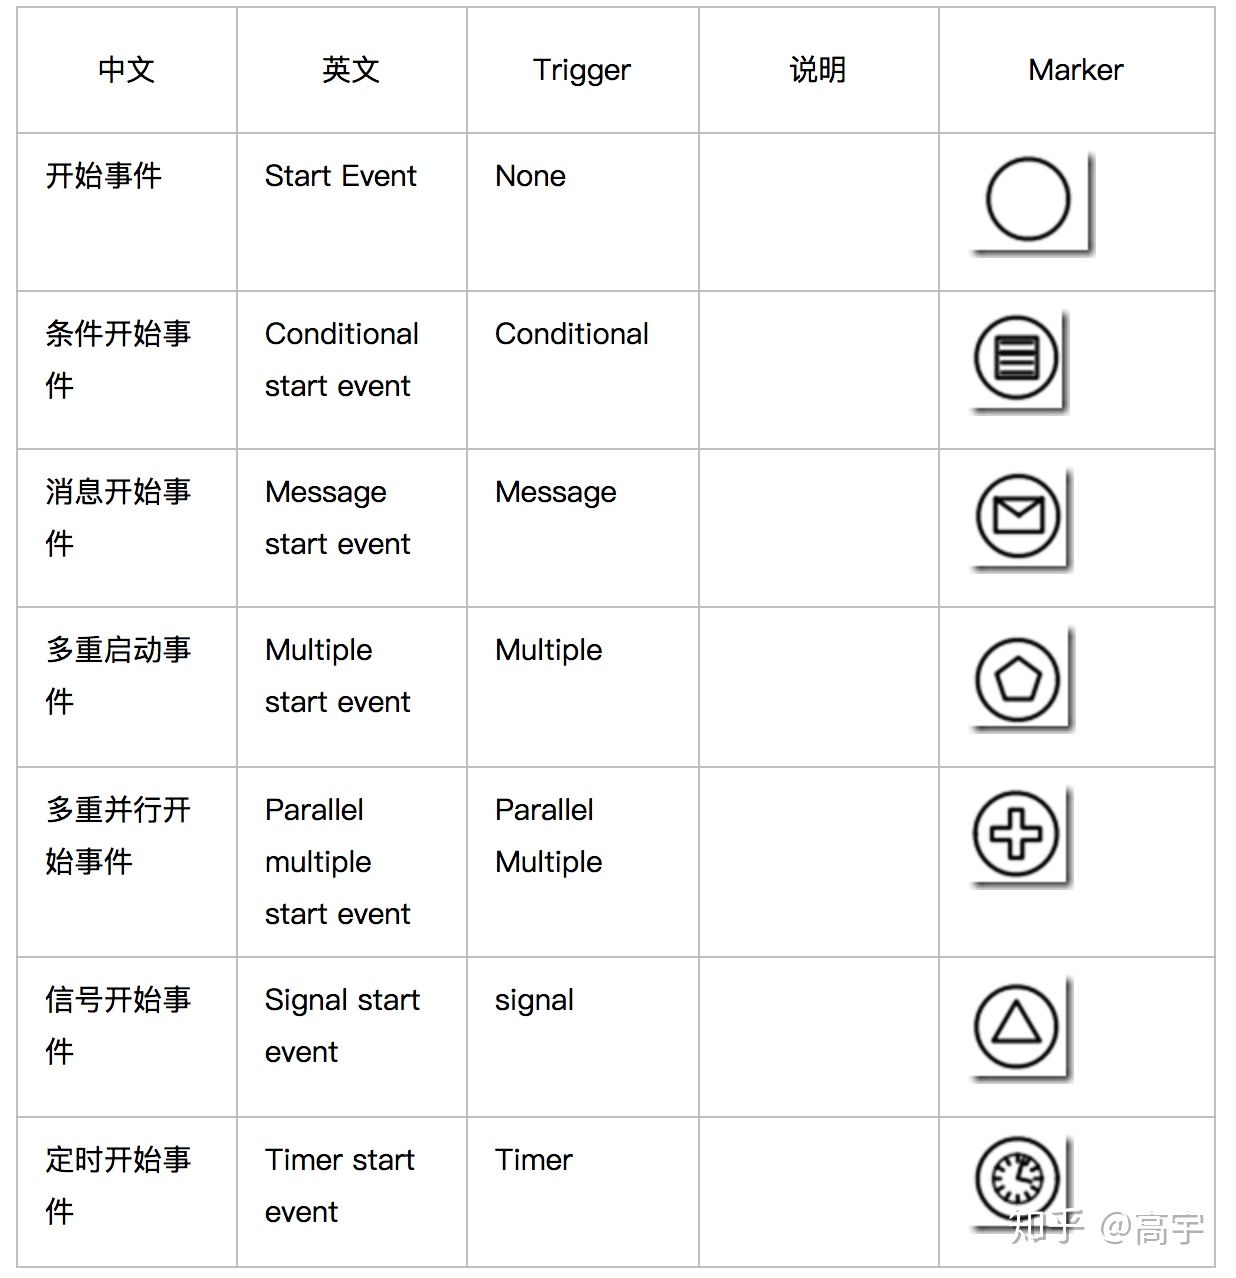 中文 英文 Trigger 说明 Marker
开始事件 Start Event None
条件开始事 Conditional Conditional
件 start event
消息开始事 Message Message
件 start event
多重启动事 Multiple Multiple
件 start event
多重并行开 Parallel Parallel
始事件 multiple Multiple
start event
信号开始事 Signal start signal
件 event
定时开始事 Timer start Timer
件 event
知乎 @高宇